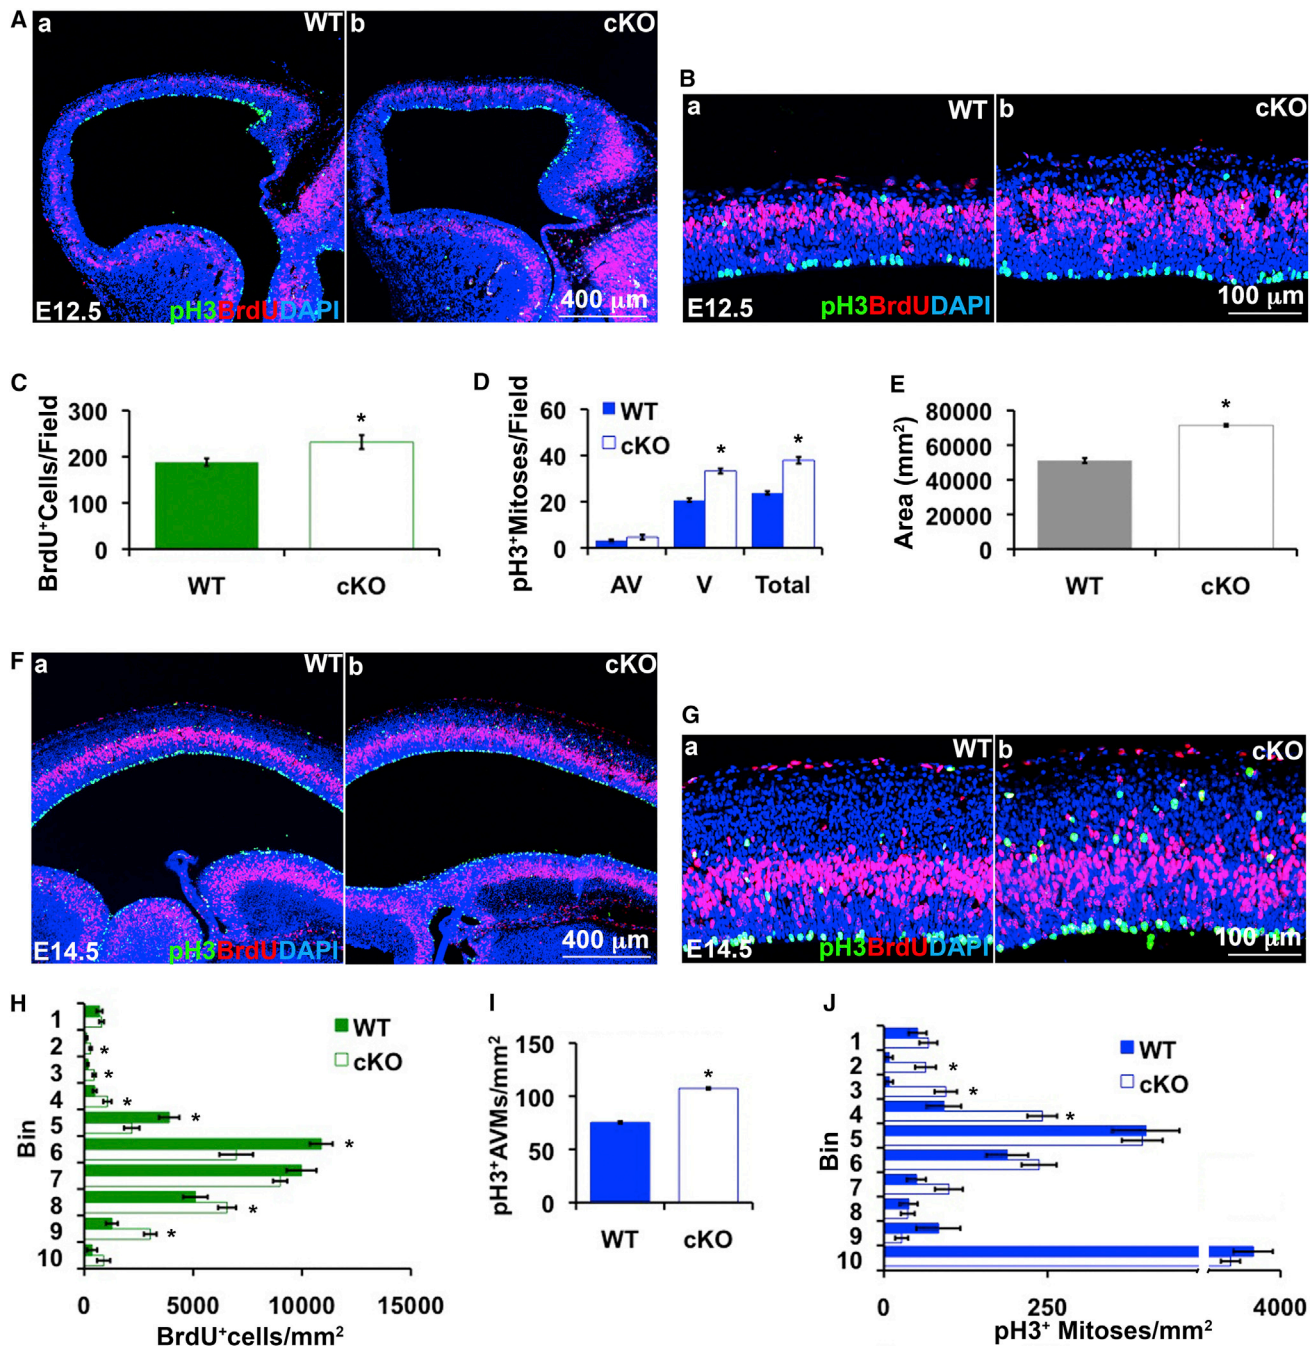 A
a
WT
b
cKO
E12.5
pH3BrdUDAPI
400 µm
B
a
WT
b
cKO
E12.5
pH3BrdUDAPI
100 µm
C
BrdU⁺Cells/Field
300
200
100
0
WT
cKO
*
D
pH3⁺Mitoses/Field
60
40
20
0
WT
cKO
*
*
AV
V
Total
E
Area (mm²)
80000
60000
40000
20000
0
*
WT
cKO
F
a
WT
b
cKO
E14.5
pH3BrdUDAPI
400 µm
G
a
WT
b
cKO
E14.5
pH3BrdUDAPI
100 µm
H
Bin
WT
cKO
1
2 *
3 *
4 *
5 *
6 *
7
8 *
9 *
10
0 5000 10000 15000
BrdU⁺cells/mm²
I
pH3⁺AVMs/mm²
150
100
50
0
*
WT
cKO
J
Bin
WT
cKO
1
2 *
3 *
4 *
5
6
7
8
9
10
0 250 4000
pH3⁺ Mitoses/mm²